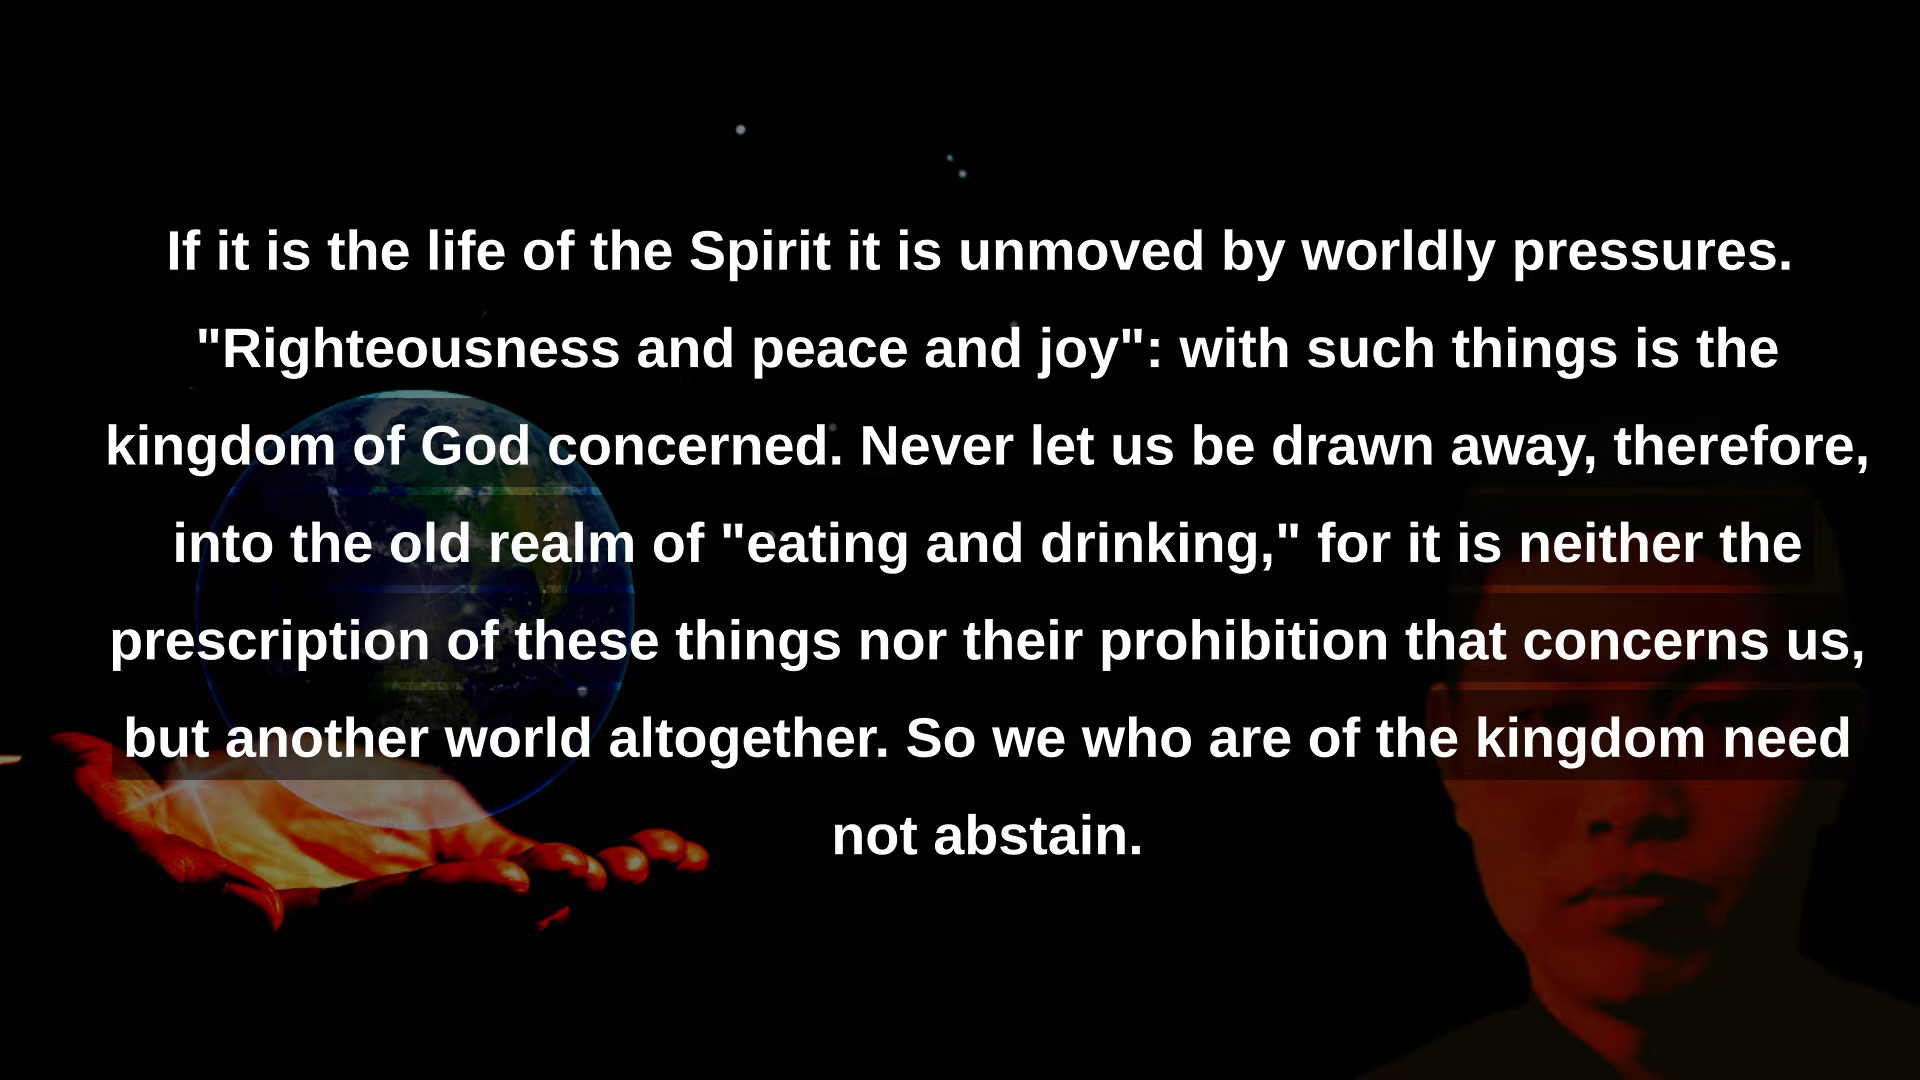 If it is the life of the Spirit it is unmoved by worldly pressures.
"Righteousness and peace and joy": with such things is the
kingdom of God concerned. Never let us be drawn away, therefore,
into the old realm of "eating and drinking," for it is neither the
prescription of these things nor their prohibition that concerns us,
but another world altogether. So we who are of the kingdom need
not abstain.